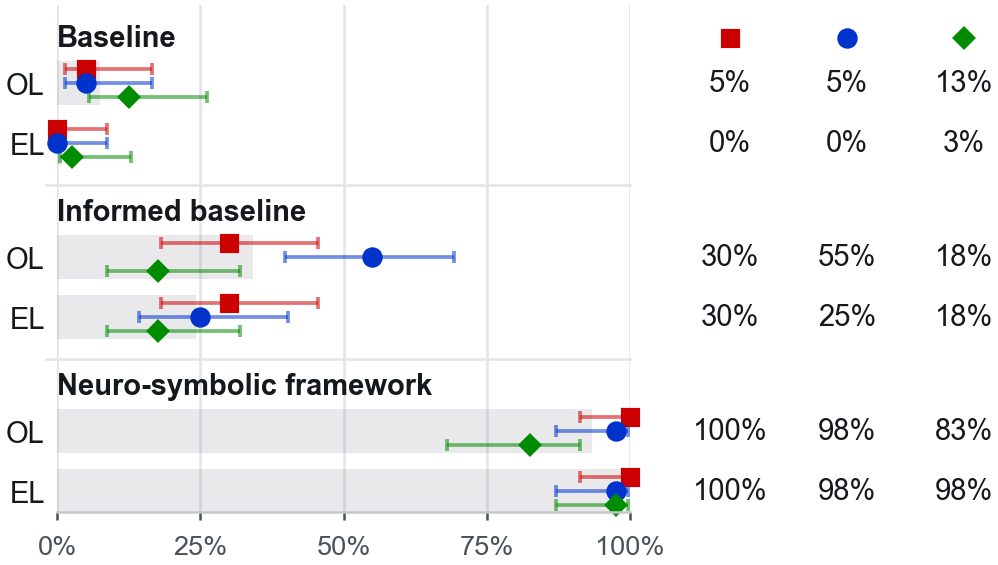 Baseline
OL 5% 5% 13%
EL 0% 0% 3%
Informed baseline
OL 30% 55% 18%
EL 30% 25% 18%
Neuro-symbolic framework
OL 100% 98% 83%
EL 100% 98% 98%
0% 25% 50% 75% 100%